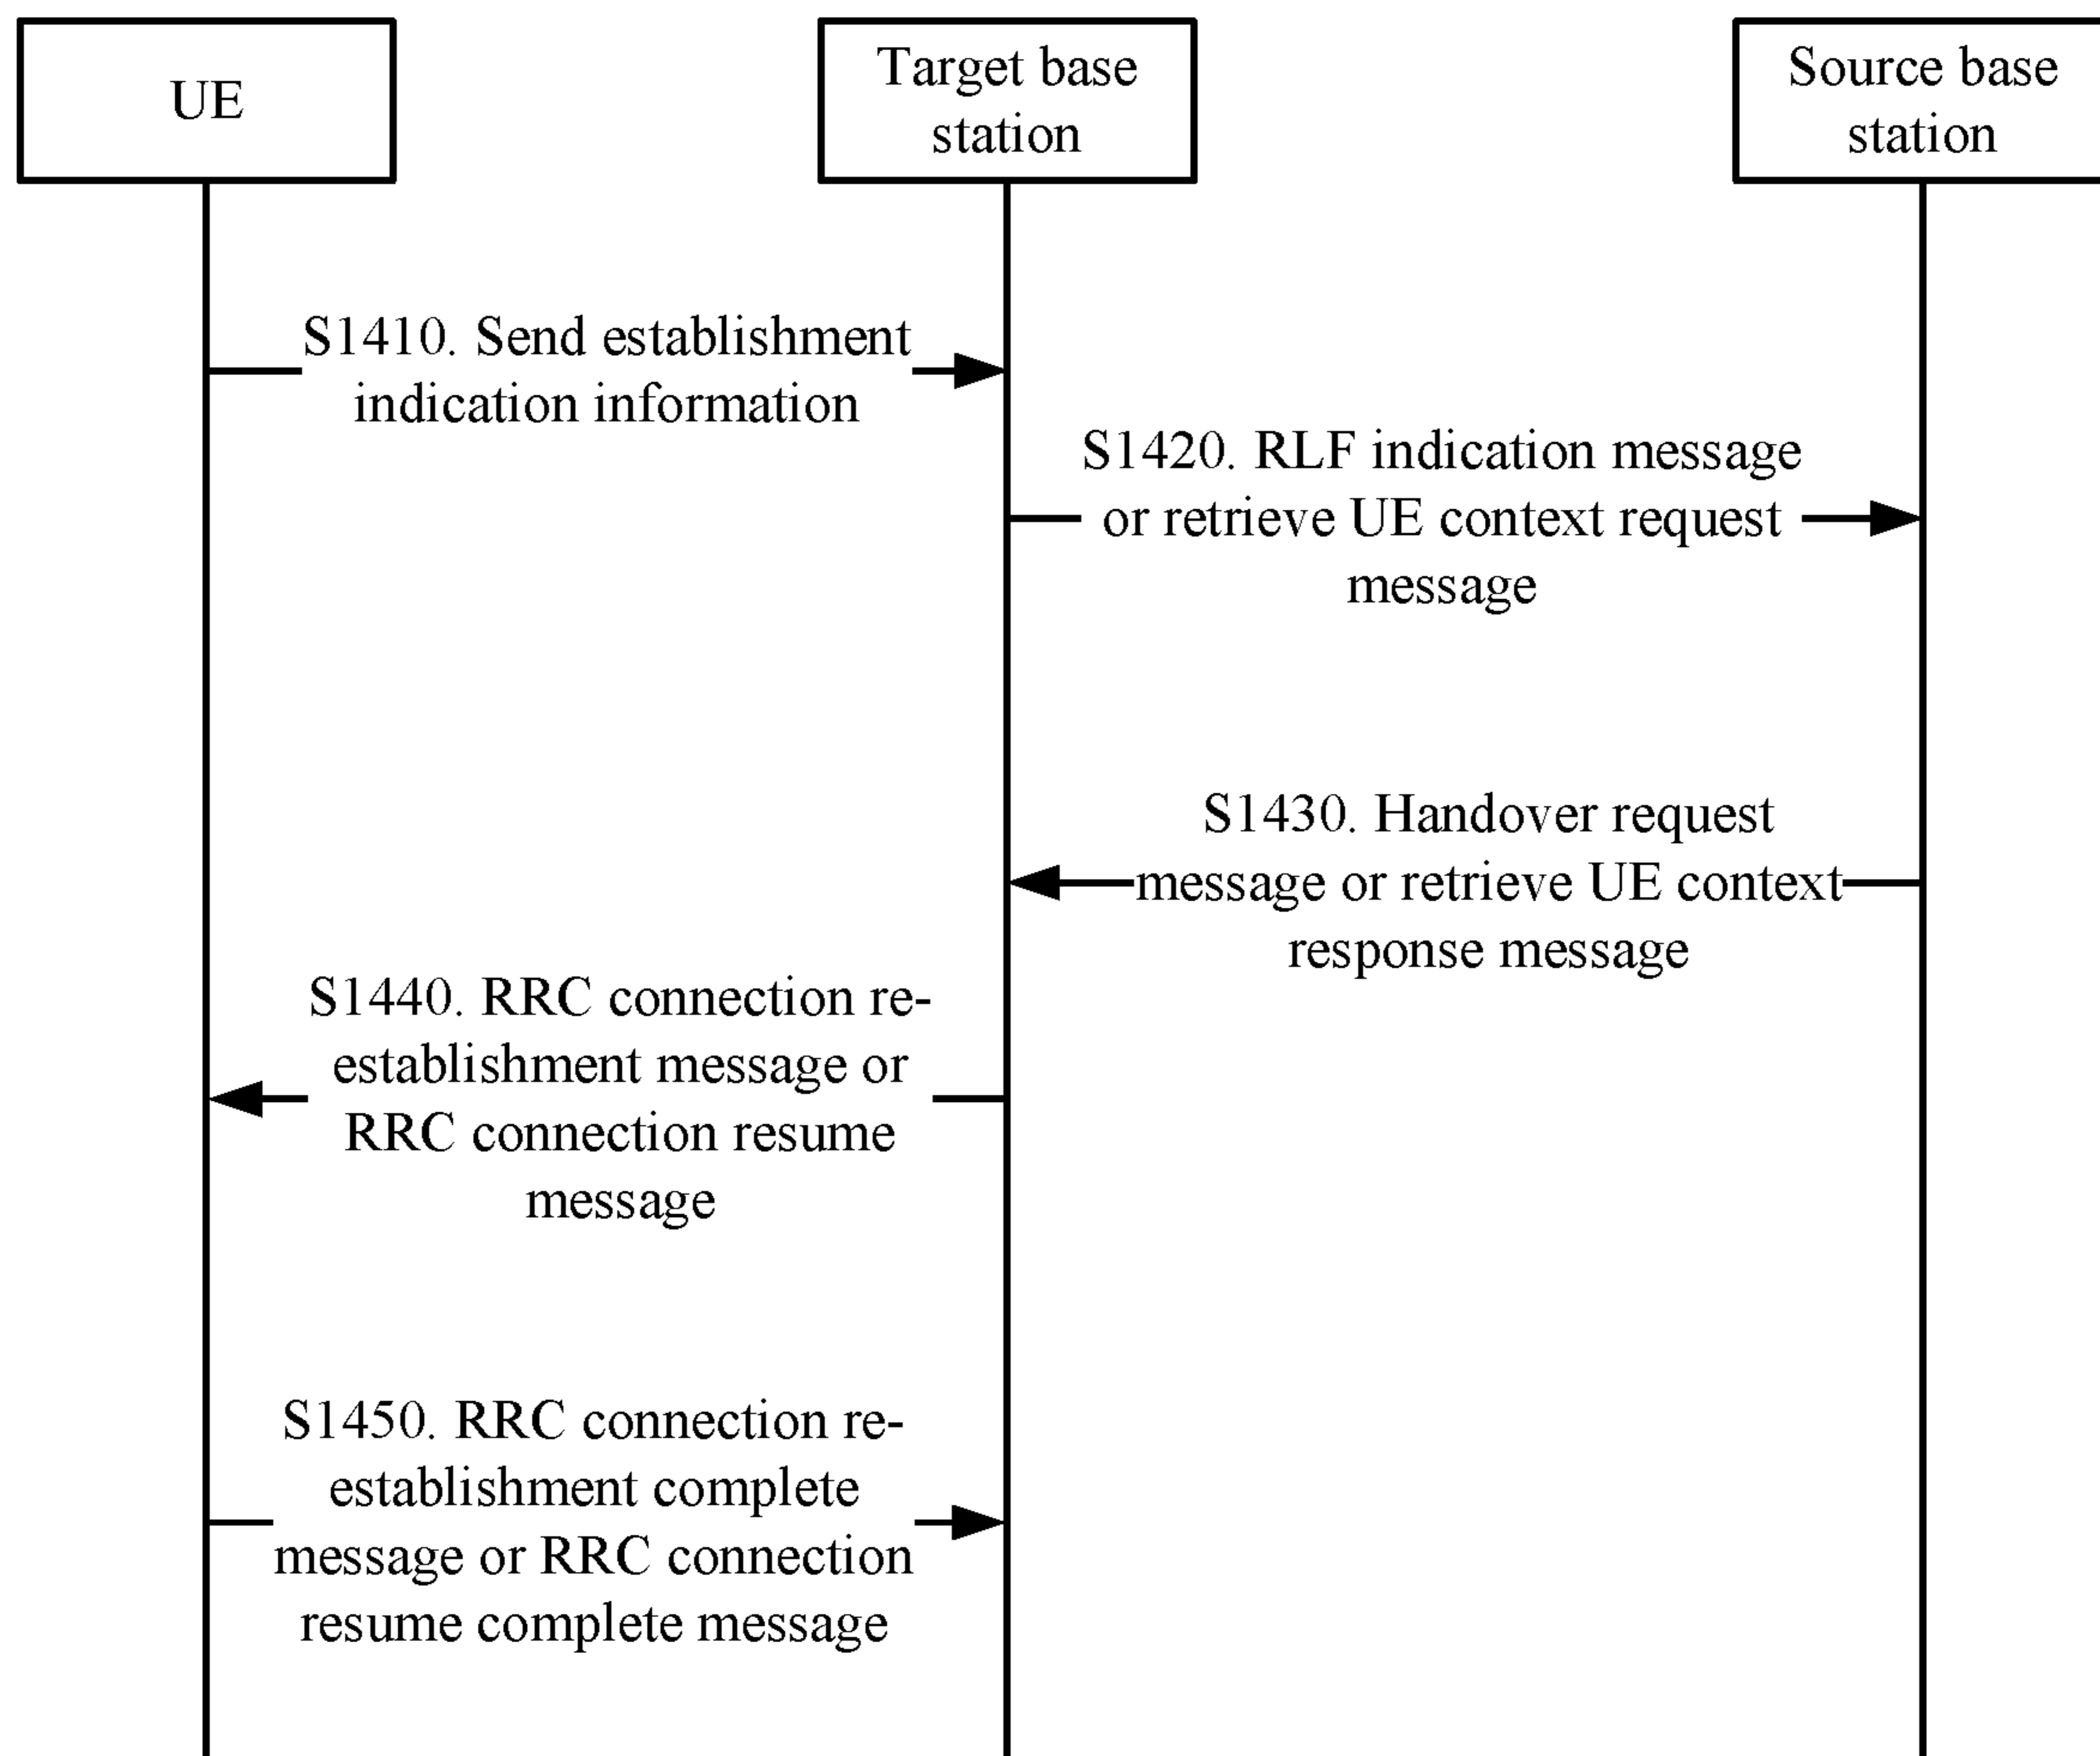 UE
Target base
station
Source base
station
S1410. Send establishment
indication information
S1420. RLF indication message
or retrieve UE context request
message
S1430. Handover request
message or retrieve UE context
response message
S1440. RRC connection re-
establishment message or
RRC connection resume
message
S1450. RRC connection re-
establishment complete
message or RRC connection
resume complete message